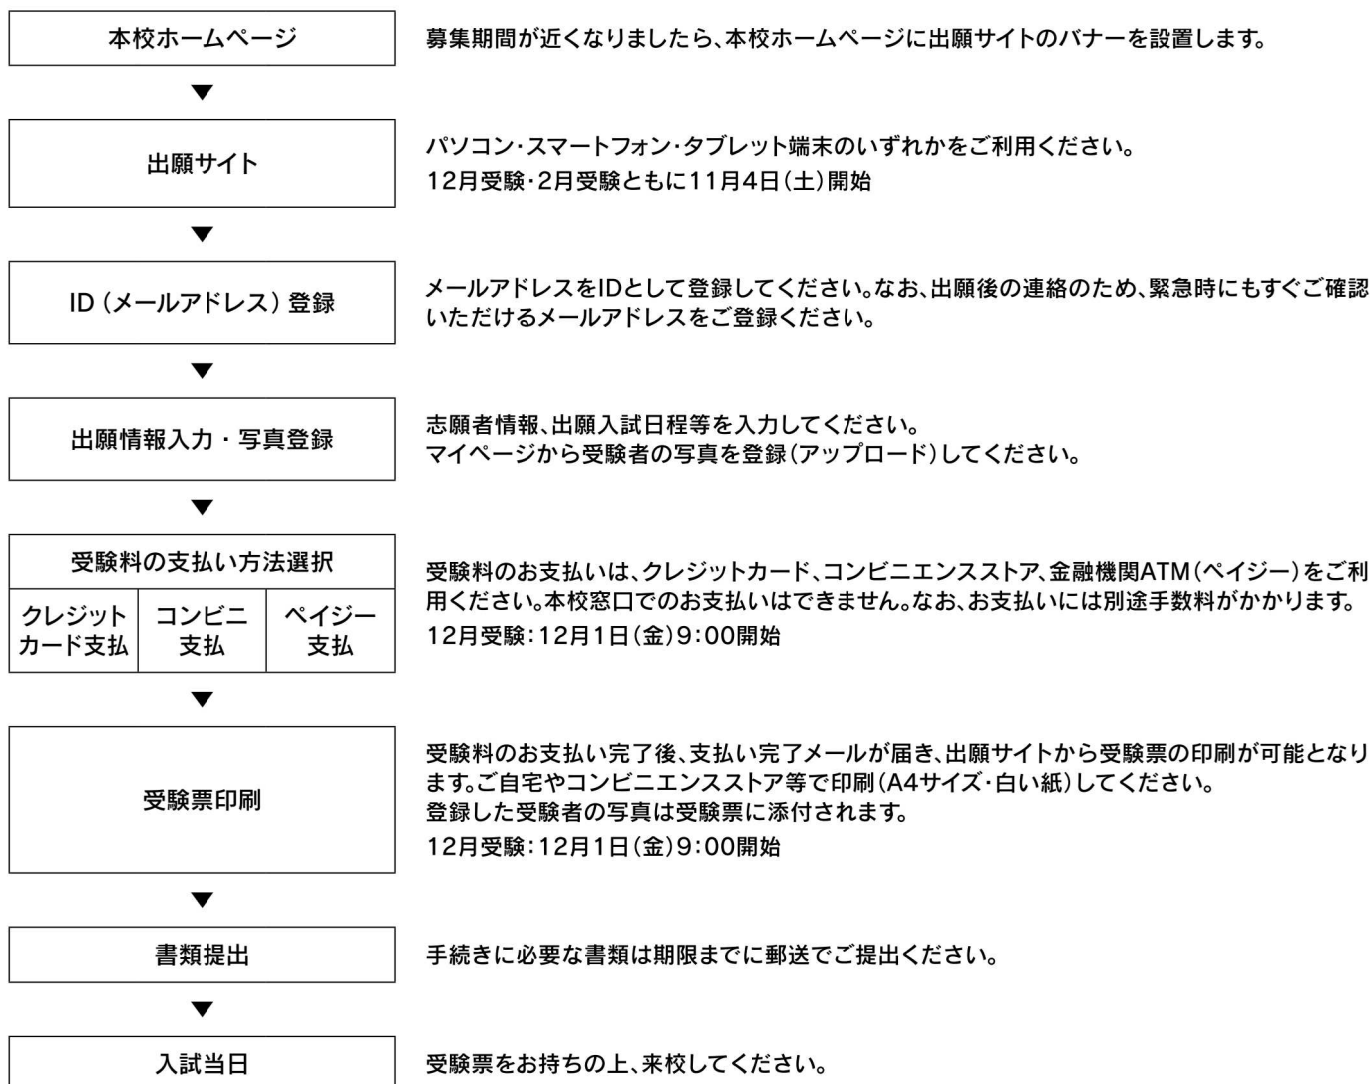 本校ホームページ
募集期間が近くなりましたら、本校ホームページに出願サイトのバナーを設置します。
▼
出願サイト
パソコン・スマートフォン・タブレット端末のいずれかをご利用ください。
12月受験・2月受験ともに11月4日(土)開始
▼
ID(メールアドレス)登録
メールアドレスをIDとして登録してください。なお、出願後の連絡のため、緊急時にもすぐご確認
いただけるメールアドレスをご登録ください。
▼
出願情報入力・写真登録
志願者情報、出願入試日程等を入力してください。
マイページから受験者の写真を登録(アップロード)してください。
▼
受験料の支払い方法選択
クレジット
カード支払
コンビニ
支払
ペイジー
支払
受験料のお支払いは、クレジットカード、コンビニエンスストア、金融機関ATM(ペイジー)をご利
用ください。本校窓口でのお支払いはできません。なお、お支払いには別途手数料がかかります。
12月受験:12月1日(金)9:00開始
▼
受験票印刷
受験料のお支払い完了後、支払い完了メールが届き、出願サイトから受験票の印刷が可能となり
ます。ご自宅やコンビニエンスストア等で印刷(A4サイズ・白い紙)してください。
登録した受験者の写真は受験票に添付されます。
12月受験:12月1日(金)9:00開始
▼
書類提出
手続きに必要な書類は期限までに郵送でご提出ください。
▼
入試当日
受験票をお持ちの上、来校してください。